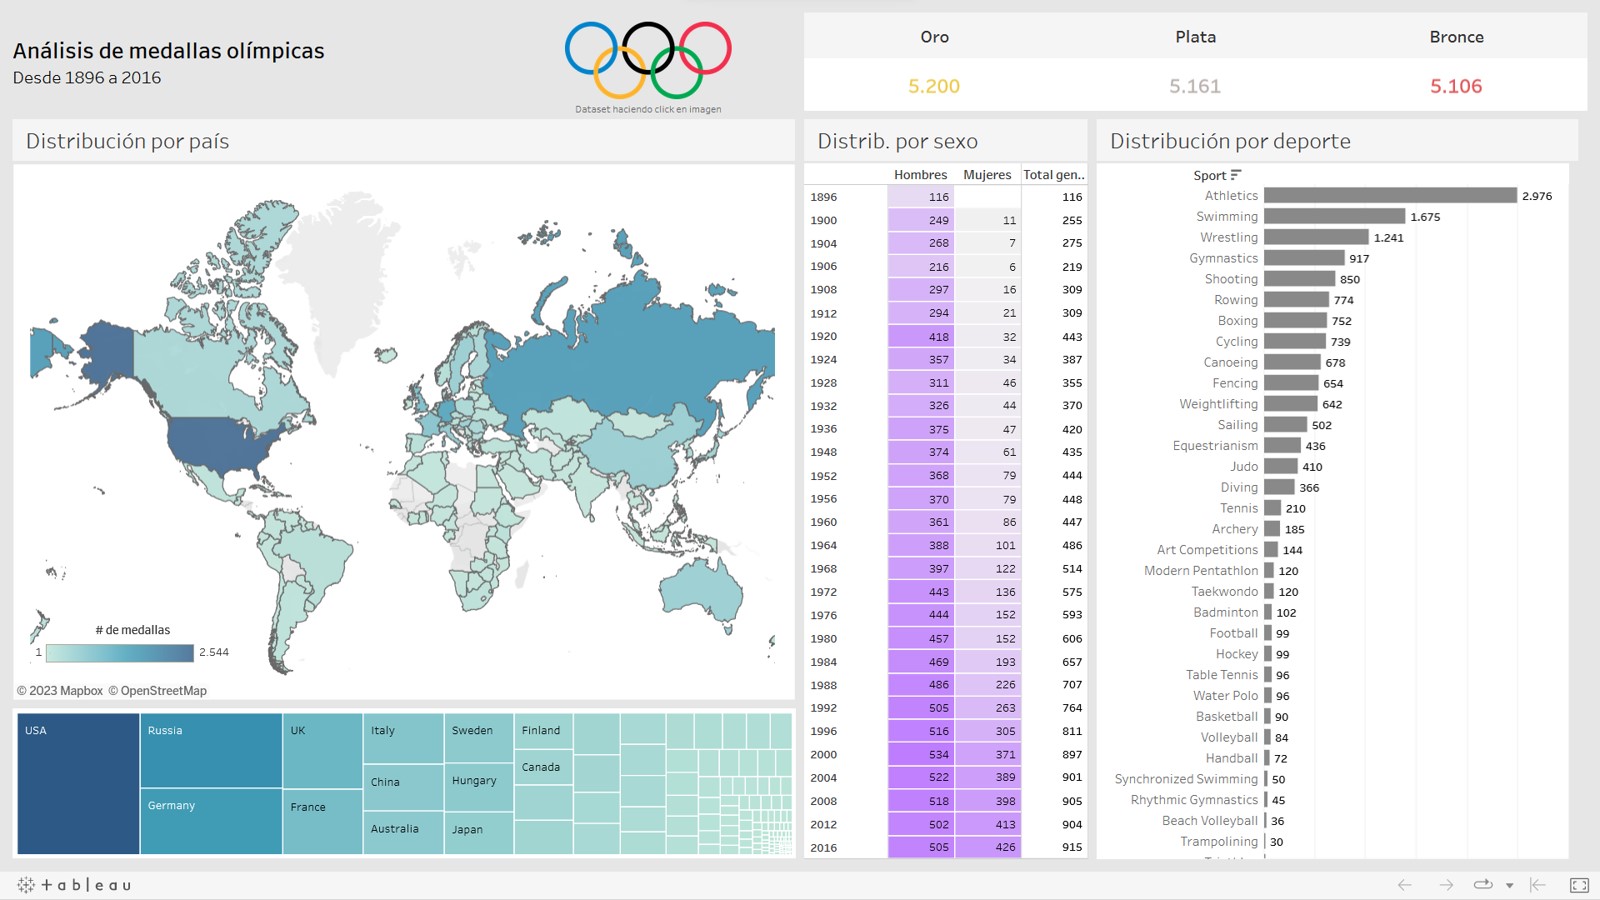 Análisis de medallas olímpicas
Desde 1896 a 2016
Dataset haciendo click en imagen
Oro Plata Bronce
5.200 5.161 5.106
Distribución por país
# de medallas
1 2.544
© 2023 Mapbox © OpenStreetMap
USA
Russia
Germany
UK
France
Italy
China
Australia
Sweden
Hungary
Japan
Finland
Canada
Distrib. por sexo
Hombres Mujeres Total gen..
1896 116 116
1900 249 11 255
1904 268 7 275
1906 216 6 219
1908 297 16 309
1912 294 21 309
1920 418 32 443
1924 357 34 387
1928 311 46 355
1932 326 44 370
1936 375 47 420
1948 374 61 435
1952 368 79 444
1956 370 79 448
1960 361 86 447
1964 388 101 486
1968 397 122 514
1972 443 136 575
1976 444 152 593
1980 457 152 606
1984 469 193 657
1988 486 226 707
1992 505 263 764
1996 516 305 811
2000 534 371 897
2004 522 389 901
2008 518 398 905
2012 502 413 904
2016 505 426 915
Distribución por deporte
Sport
Athletics 2.976
Swimming 1.675
Wrestling 1.241
Gymnastics 917
Shooting 850
Rowing 774
Boxing 752
Cycling 739
Canoeing 678
Fencing 654
Weightlifting 642
Sailing 502
Equestrianism 436
Judo 410
Diving 366
Tennis 210
Archery 185
Art Competitions 144
Modern Pentathlon 120
Taekwondo 120
Badminton 102
Football 99
Hockey 99
Table Tennis 96
Water Polo 96
Basketball 90
Volleyball 84
Handball 72
Synchronized Swimming 50
Rhythmic Gymnastics 45
Beach Volleyball 36
Trampolining 30
+ableau